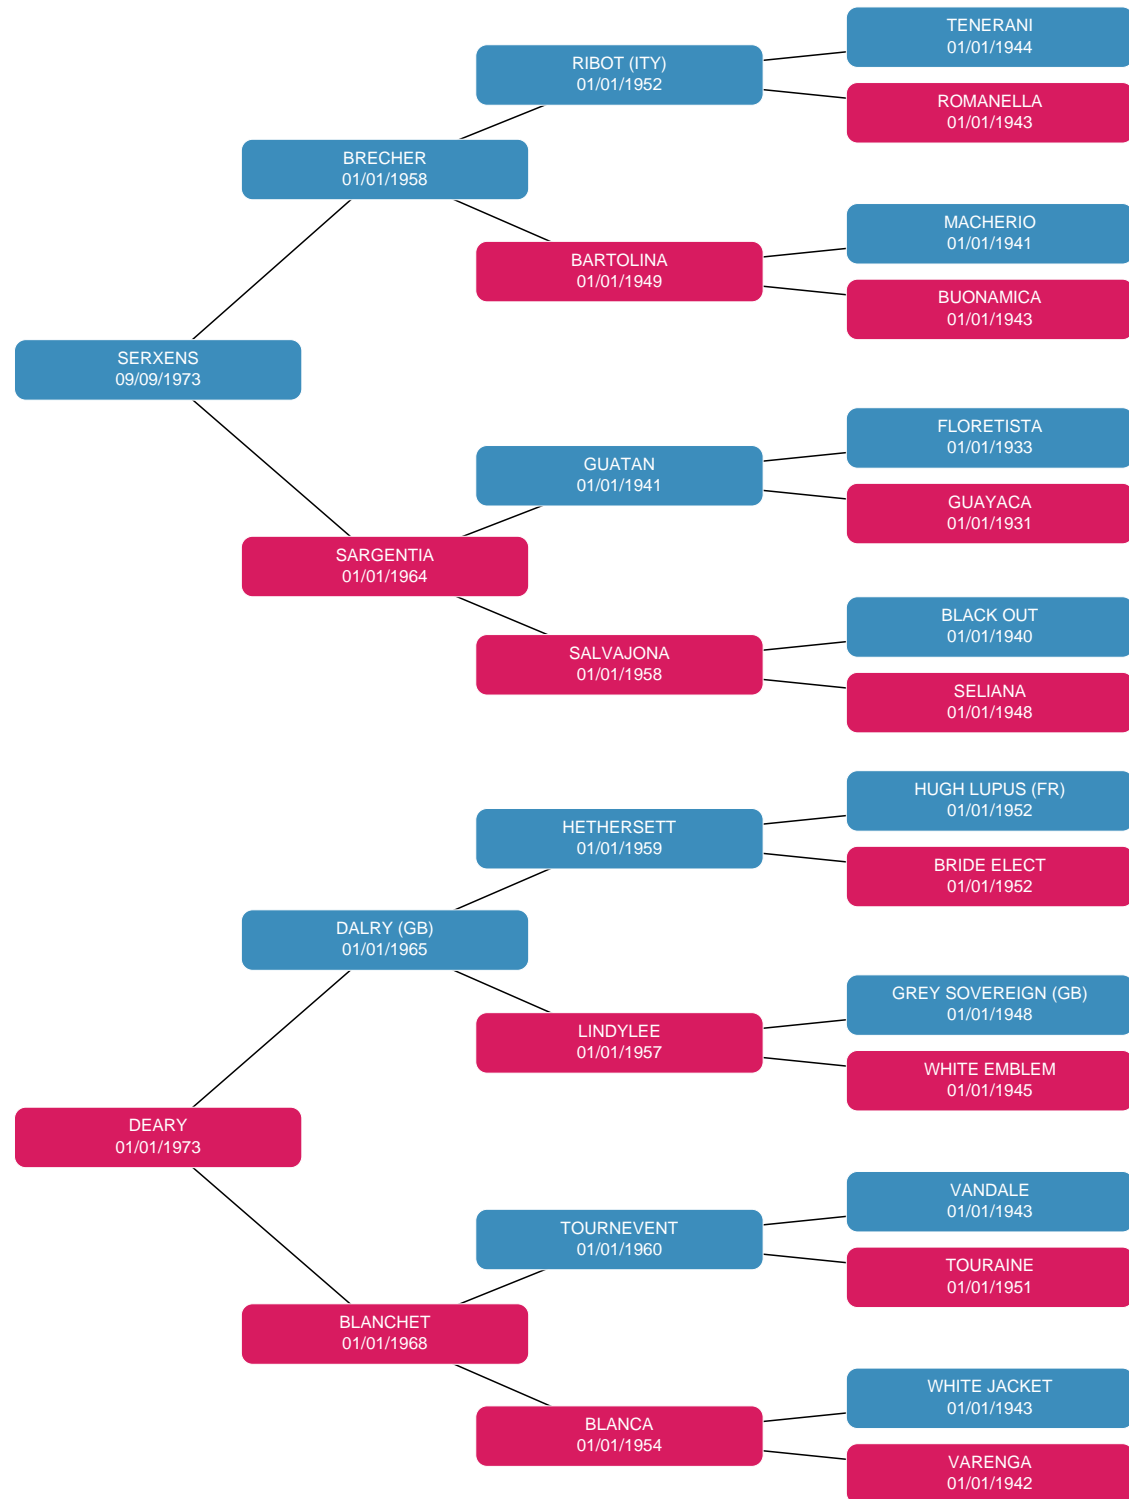 TENERANI
01/01/1944
RIBOT (ITY)
01/01/1952
ROMANELLA
01/01/1943
BRECHER
01/01/1958
MACHERIO
01/01/1941
BARTOLINA
01/01/1949
BUONAMICA
01/01/1943
SERXENS
09/09/1973
FLORETISTA
01/01/1933
GUATAN
01/01/1941
GUAYACA
01/01/1931
SARGENTIA
01/01/1964
BLACK OUT
01/01/1940
SALVAJONA
01/01/1958
SELIANA
01/01/1948
HUGH LUPUS (FR)
01/01/1952
HETHERSETT
01/01/1959
BRIDE ELECT
01/01/1952
DALRY (GB)
01/01/1965
GREY SOVEREIGN (GB)
01/01/1948
LINDYLEE
01/01/1957
WHITE EMBLEM
01/01/1945
DEARY
01/01/1973
VANDALE
01/01/1943
TOURNEVENT
01/01/1960
TOURAINE
01/01/1951
BLANCHET
01/01/1968
WHITE JACKET
01/01/1943
BLANCA
01/01/1954
VARENGA
01/01/1942